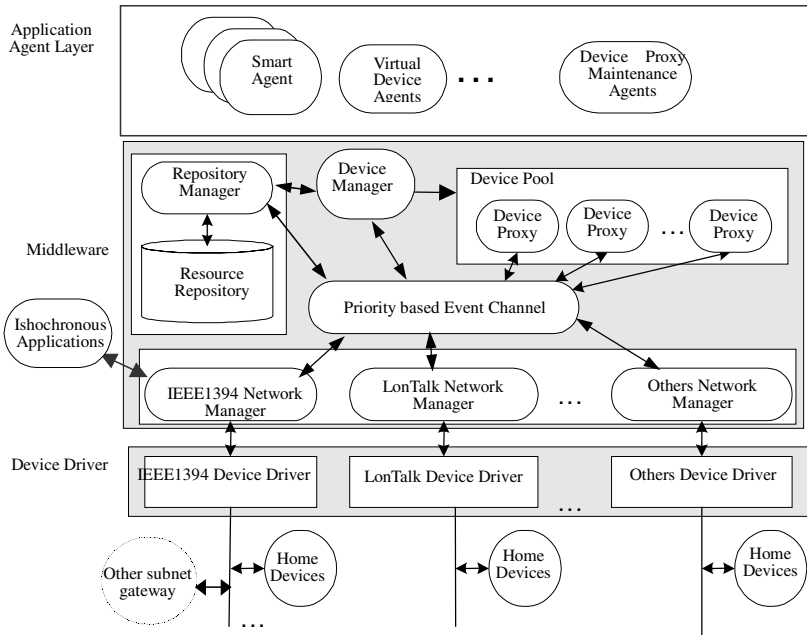 Application
Agent Layer
Smart
Agent
Virtual
Device
Agents
...
Device Proxy
Maintenance
Agents
Middleware
Repository
Manager
Device
Manager
Device Pool
Device
Proxy
Device
Proxy
...
Device
Proxy
Resource
Repository
Priority based Event Channel
Ishochronous
Applications
IEEE1394 Network
Manager
LonTalk Network
Manager
...
Others Network
Manager
Device Driver
IEEE1394 Device Driver
LonTalk Device Driver
...
Others Device Driver
Other subnet
gateway
Home
Devices
Home
Devices
Home
Devices
...